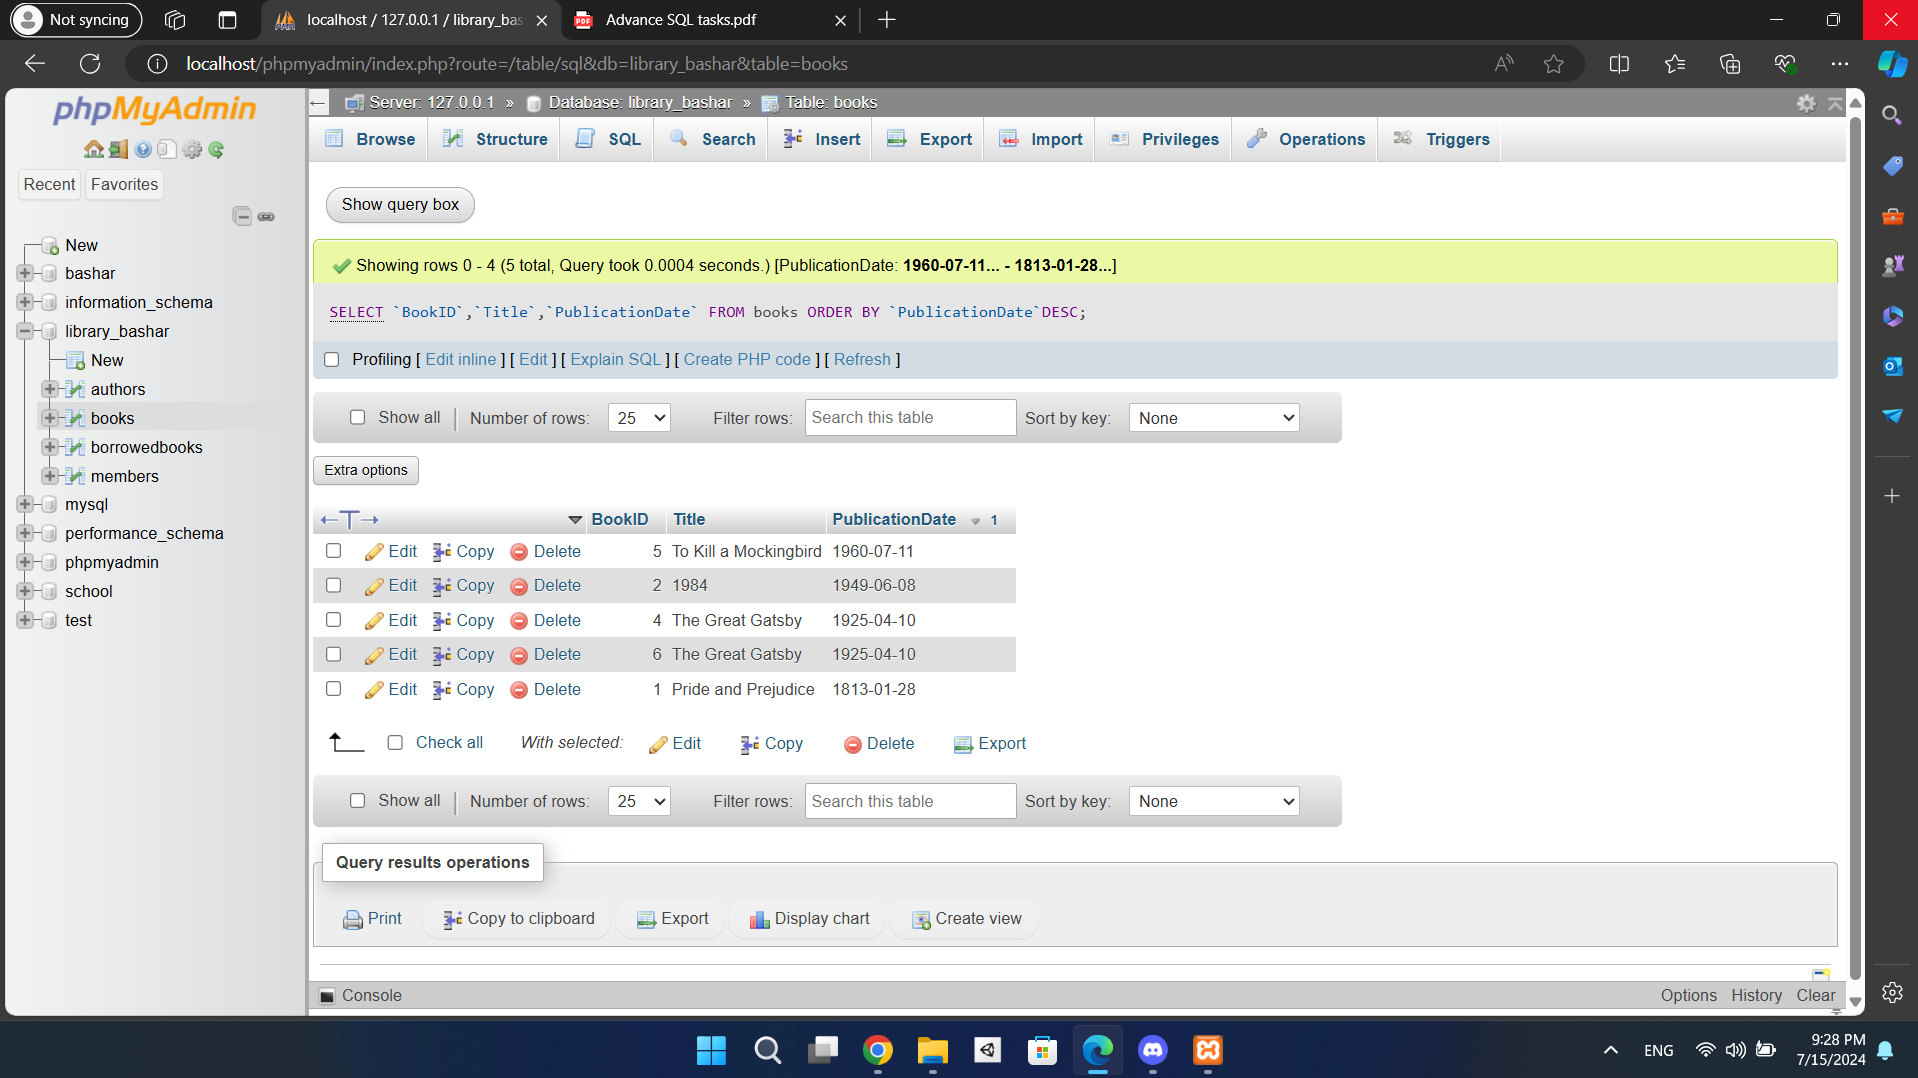 Not syncing
localhost / 127.0.0.1 / library_bas
Advance SQL tasks.pdf
localhost/phpmyadmin/index.php?route=/table/sql&db=library_bashar&table=books
phpMyAdmin
Recent
Favorites
New
bashar
information_schema
library_bashar
New
authors
books
borrowedbooks
members
mysql
performance_schema
phpmyadmin
school
test
Server: 127.0.0.1 » Database: library_bashar » Table: books
Browse Structure SQL Search Insert Export Import Privileges Operations Triggers
Show query box
Showing rows 0 - 4 (5 total, Query took 0.0004 seconds.) [PublicationDate: 1960-07-11... - 1813-01-28...]
SELECT `BookID`,`Title`,`PublicationDate` FROM books ORDER BY `PublicationDate`DESC;
Profiling [ Edit inline ] [ Edit ] [ Explain SQL ] [ Create PHP code ] [ Refresh ]
Show all Number of rows: 25 Filter rows: Search this table Sort by key: None
Extra options
BookID Title PublicationDate 1
Edit Copy Delete 5 To Kill a Mockingbird 1960-07-11
Edit Copy Delete 2 1984 1949-06-08
Edit Copy Delete 4 The Great Gatsby 1925-04-10
Edit Copy Delete 6 The Great Gatsby 1925-04-10
Edit Copy Delete 1 Pride and Prejudice 1813-01-28
Check all With selected: Edit Copy Delete Export
Show all Number of rows: 25 Filter rows: Search this table Sort by key: None
Query results operations
Print Copy to clipboard Export Display chart Create view
Console Options History Clear
ENG
9:28 PM
7/15/2024